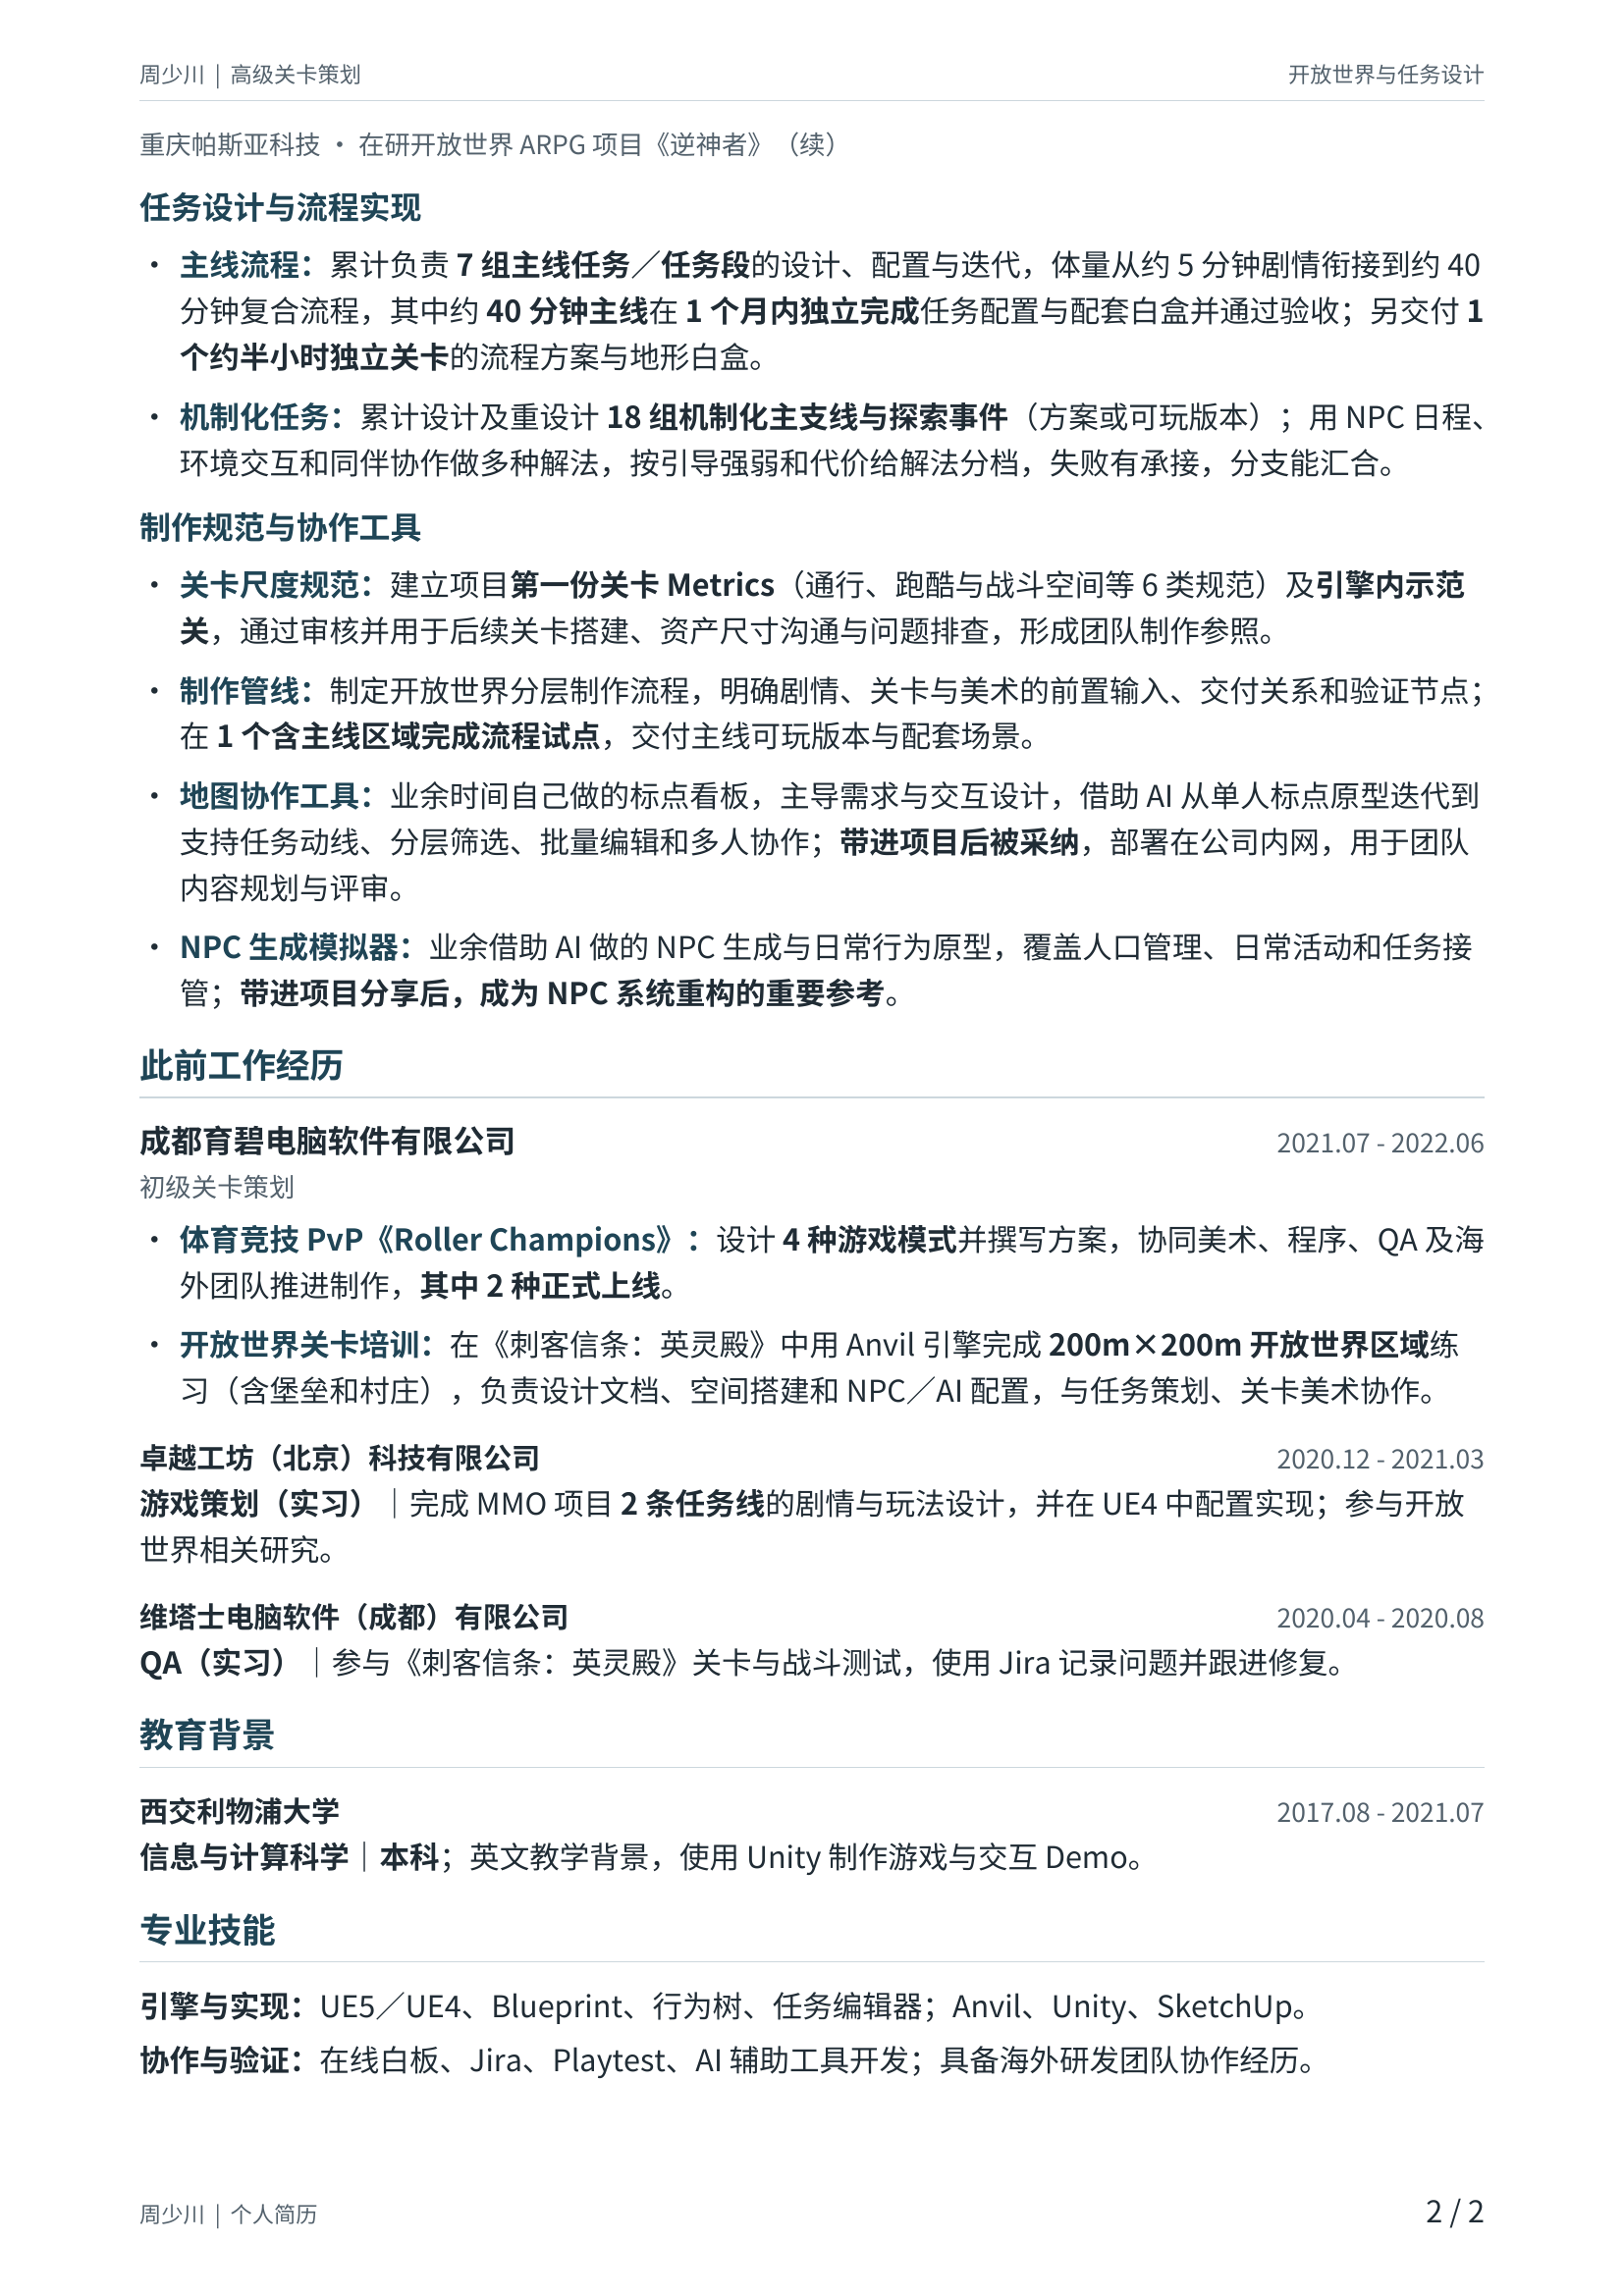 周少川｜高级关卡策划
开放世界与任务设计
重庆帕斯亚科技 · 在研开放世界 ARPG 项目《逆神者》（续）
任务设计与流程实现
· 主线流程：累计负责 7 组主线任务／任务段的设计、配置与迭代，体量从约 5 分钟剧情衔接到约 40
分钟复合流程，其中约 40 分钟主线在 1 个月内独立完成任务配置与配套白盒并通过验收；另交付 1
个约半小时独立关卡的流程方案与地形白盒。
· 机制化任务：累计设计及重设计 18 组机制化主支线与探索事件（方案或可玩版本）；用 NPC 日程、
环境交互和同伴协作做多种解法，按引导强弱和代价给解法分档，失败有承接，分支能汇合。
制作规范与协作工具
· 关卡尺度规范：建立项目第一份关卡 Metrics（通行、跑酷与战斗空间等 6 类规范）及引擎内示范
关，通过审核并用于后续关卡搭建、资产尺寸沟通与问题排查，形成团队制作参照。
· 制作管线：制定开放世界分层制作流程，明确剧情、关卡与美术的前置输入、交付关系和验证节点；
在 1 个含主线区域完成流程试点，交付主线可玩版本与配套场景。
· 地图协作工具：业余时间自己做的标点看板，主导需求与交互设计，借助 AI 从单人标点原型迭代到
支持任务动线、分层筛选、批量编辑和多人协作；带进项目后被采纳，部署在公司内网，用于团队
内容规划与评审。
· NPC 生成模拟器：业余借助 AI 做的 NPC 生成与日常行为原型，覆盖人口管理、日常活动和任务接
管；带进项目分享后，成为 NPC 系统重构的重要参考。
此前工作经历
成都育碧电脑软件有限公司
2021.07 - 2022.06
初级关卡策划
· 体育竞技 PvP《Roller Champions》：设计 4 种游戏模式并撰写方案，协同美术、程序、QA 及海
外团队推进制作，其中 2 种正式上线。
· 开放世界关卡培训：在《刺客信条：英灵殿》中用 Anvil 引擎完成 200m×200m 开放世界区域练
习（含堡垒和村庄），负责设计文档、空间搭建和 NPC／AI 配置，与任务策划、关卡美术协作。
卓越工坊（北京）科技有限公司
2020.12 - 2021.03
游戏策划（实习）｜完成 MMO 项目 2 条任务线的剧情与玩法设计，并在 UE4 中配置实现；参与开放
世界相关研究。
维塔士电脑软件（成都）有限公司
2020.04 - 2020.08
QA（实习）｜参与《刺客信条：英灵殿》关卡与战斗测试，使用 Jira 记录问题并跟进修复。
教育背景
西交利物浦大学
2017.08 - 2021.07
信息与计算科学｜本科；英文教学背景，使用 Unity 制作游戏与交互 Demo。
专业技能
引擎与实现：UE5／UE4、Blueprint、行为树、任务编辑器；Anvil、Unity、SketchUp。
协作与验证：在线白板、Jira、Playtest、AI 辅助工具开发；具备海外研发团队协作经历。
周少川｜个人简历
2 / 2